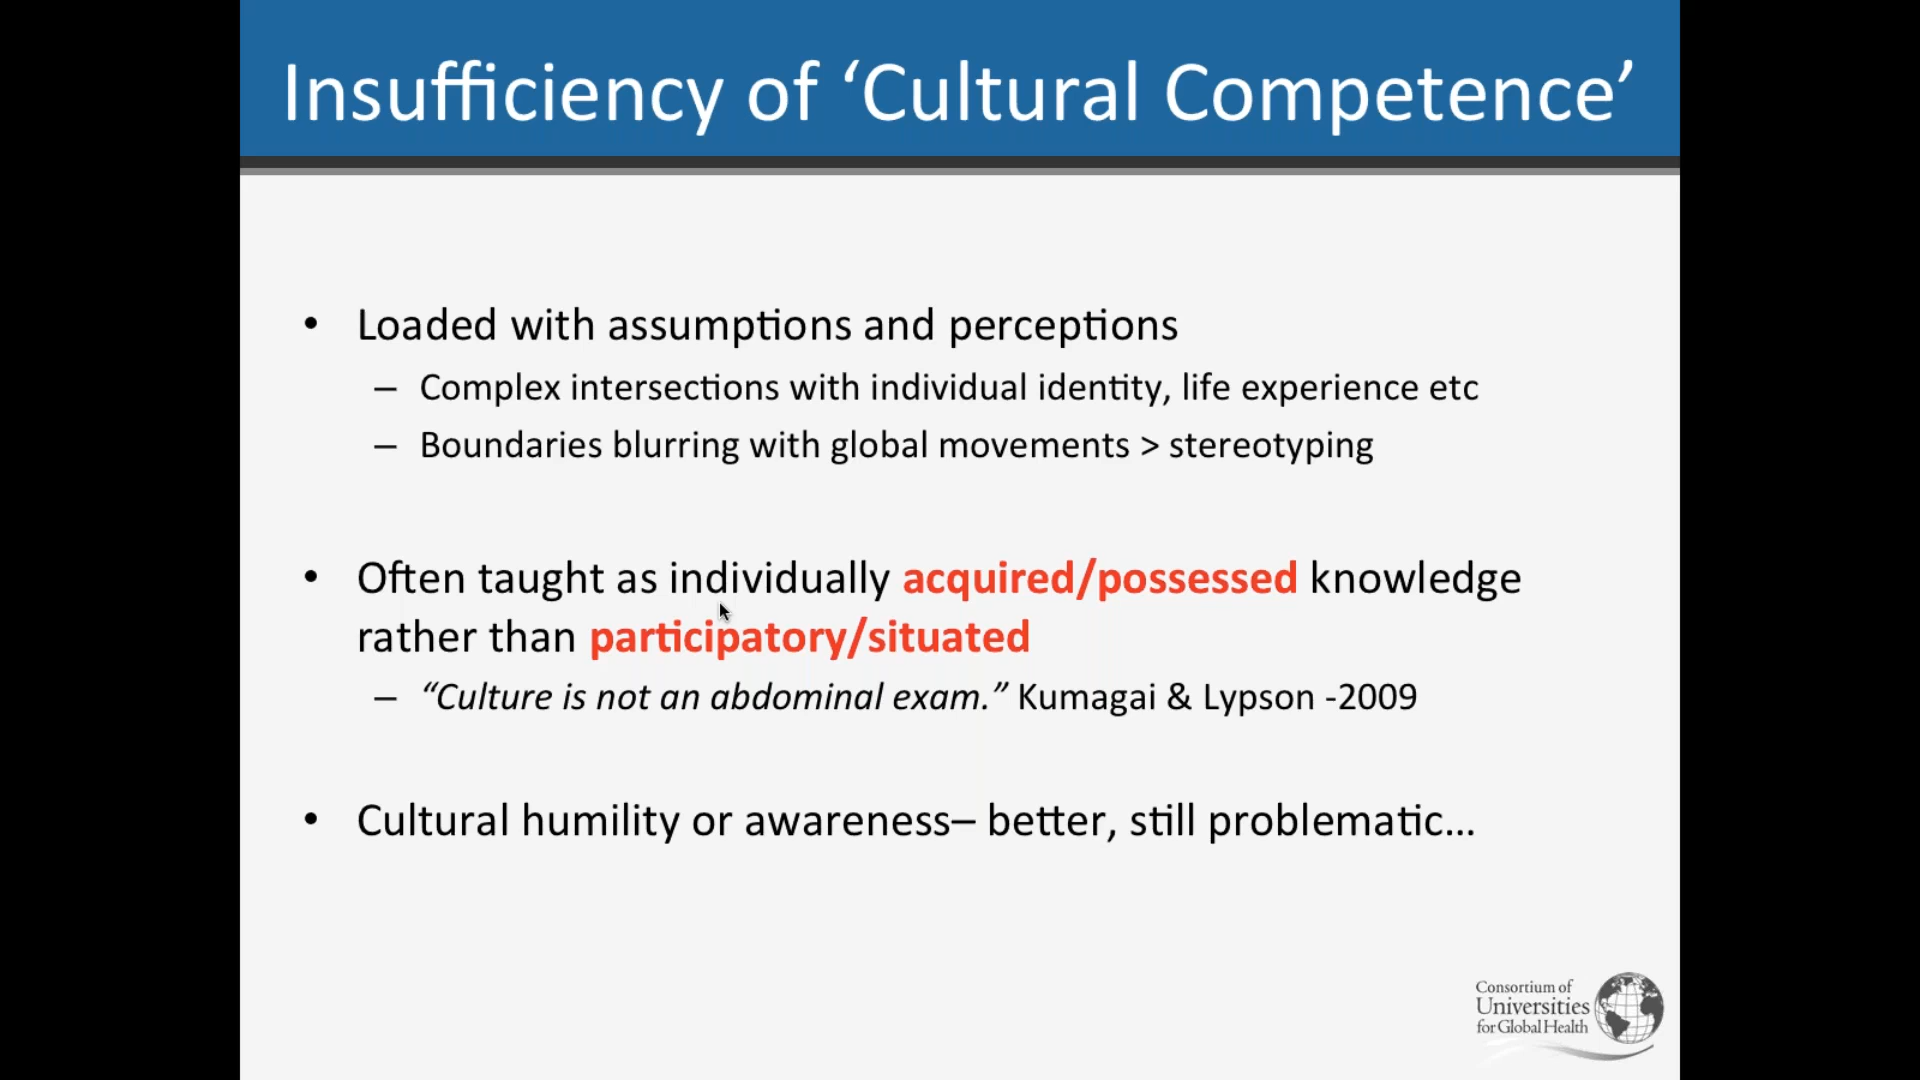 Insufficiency of ‘Cultural Competence’
• Loaded with assumptions and perceptions
– Complex intersections with individual identity, life experience etc
– Boundaries blurring with global movements > stereotyping
• Often taught as individually acquired/possessed knowledge
rather than participatory/situated
– “Culture is not an abdominal exam.” Kumagai & Lypson -2009
• Cultural humility or awareness– better, still problematic…
Consortium of
Universities
for Global Health